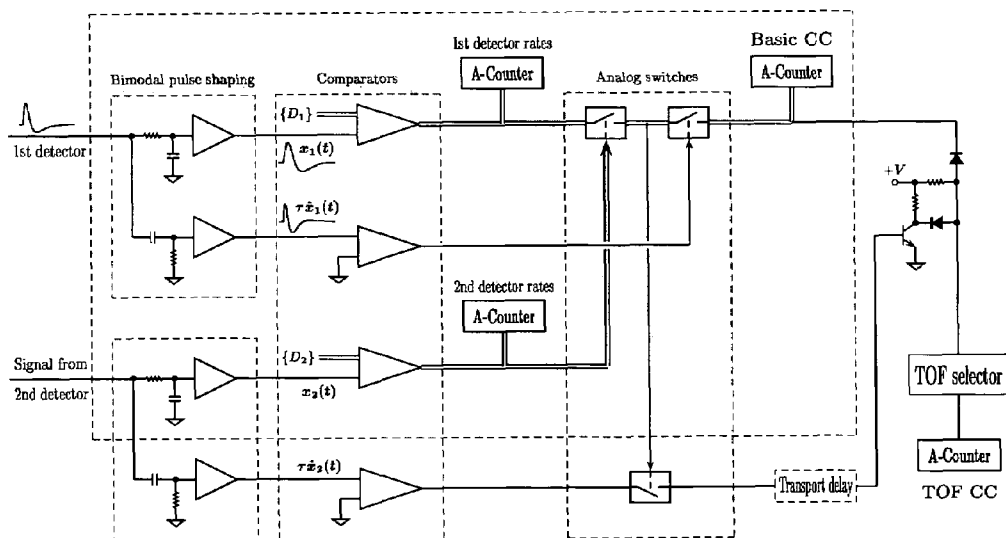 Basic CC
1st detector rates
A-Counter
A-Counter
Bimodal pulse shaping
Comparators
Analog switches
{D₁}
1st detector
x₁(t)
+V
τẋ₁(t)
2nd detector rates
A-Counter
Signal from
2nd detector
{D₂}
x₂(t)
TOF selector
τẋ₂(t)
A-Counter
Transport delay
TOF CC